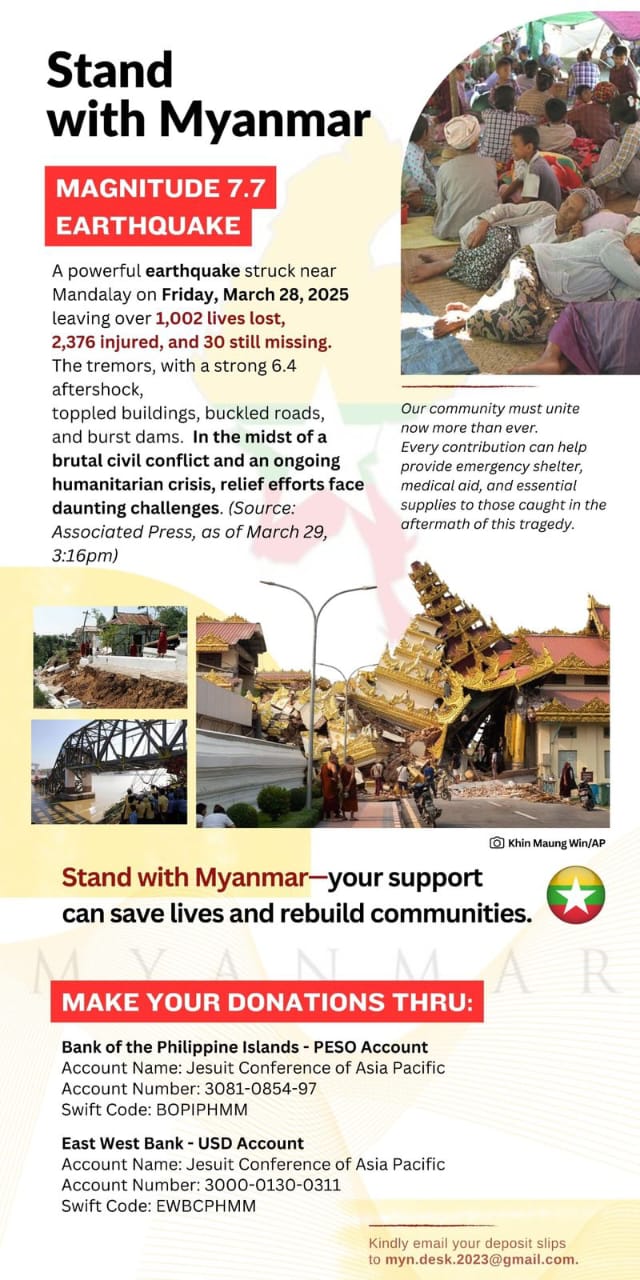 Stand
with Myanmar
MAGNITUDE 7.7
EARTHQUAKE
A powerful earthquake struck near
Mandalay on Friday, March 28, 2025
leaving over 1,002 lives lost,
2,376 injured, and 30 still missing.
The tremors, with a strong 6.4
aftershock,
toppled buildings, buckled roads,
and burst dams. In the midst of a
brutal civil conflict and an ongoing
humanitarian crisis, relief efforts face
daunting challenges. (Source:
Associated Press, as of March 29,
3:16pm)
Our community must unite
now more than ever.
Every contribution can help
provide emergency shelter,
medical aid, and essential
supplies to those caught in the
aftermath of this tragedy.
Khin Maung Win/AP
Stand with Myanmar—your support
can save lives and rebuild communities.
MYANMAR
MAKE YOUR DONATIONS THRU:
Bank of the Philippine Islands - PESO Account
Account Name: Jesuit Conference of Asia Pacific
Account Number: 3081-0854-97
Swift Code: BOPIPHMM
East West Bank - USD Account
Account Name: Jesuit Conference of Asia Pacific
Account Number: 3000-0130-0311
Swift Code: EWBCPHMM
Kindly email your deposit slips
to myn.desk.2023@gmail.com.